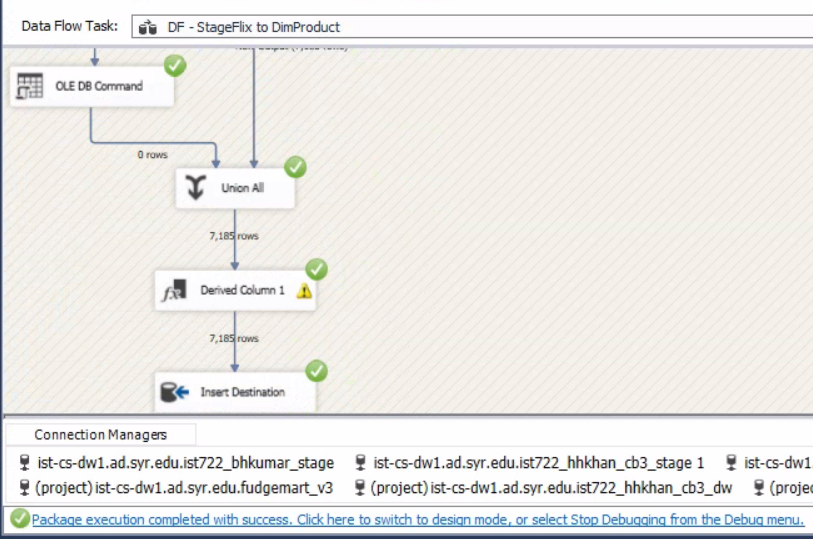 Data Flow Task: DF - StageFlix to DimProduct
OLE DB Command
0 rows
Union All
7,185 rows
Derived Column 1
7,185 rows
Insert Destination
Connection Managers
ist-cs-dw1.ad.syr.edu.ist722_bhkumar_stage ist-cs-dw1.ad.syr.edu.ist722_hhkhan_cb3_stage 1 ist-cs-dw1.
(project) ist-cs-dw1.ad.syr.edu.fudgemart_v3 (project) ist-cs-dw1.ad.syr.edu.ist722_hhkhan_cb3_dw (projec
Package execution completed with success. Click here to switch to design mode, or select Stop Debugging from the Debug menu.